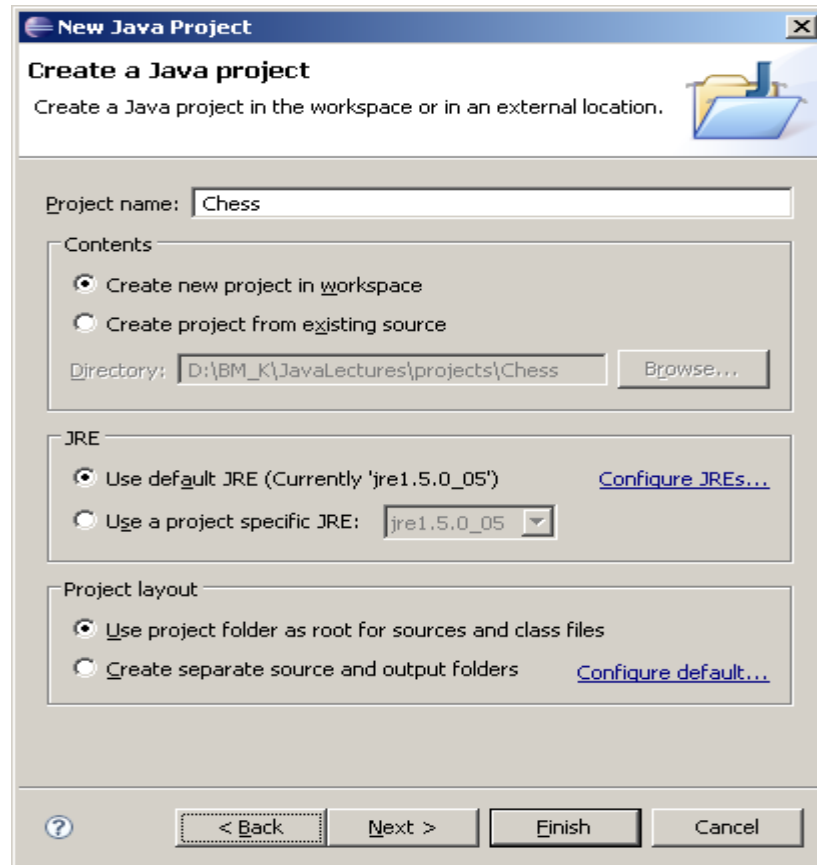 New Java Project
Create a Java project
Create a Java project in the workspace or in an external location.
Project name: Chess
Contents
Create new project in workspace
Create project from existing source
Directory: D:\BM_K\JavaLectures\projects\Chess Browse...
JRE
Use default JRE (Currently 'jre1.5.0_05') Configure JREs...
Use a project specific JRE: jre1.5.0_05
Project layout
Use project folder as root for sources and class files
Create separate source and output folders Configure default...
? < Back Next > Finish Cancel